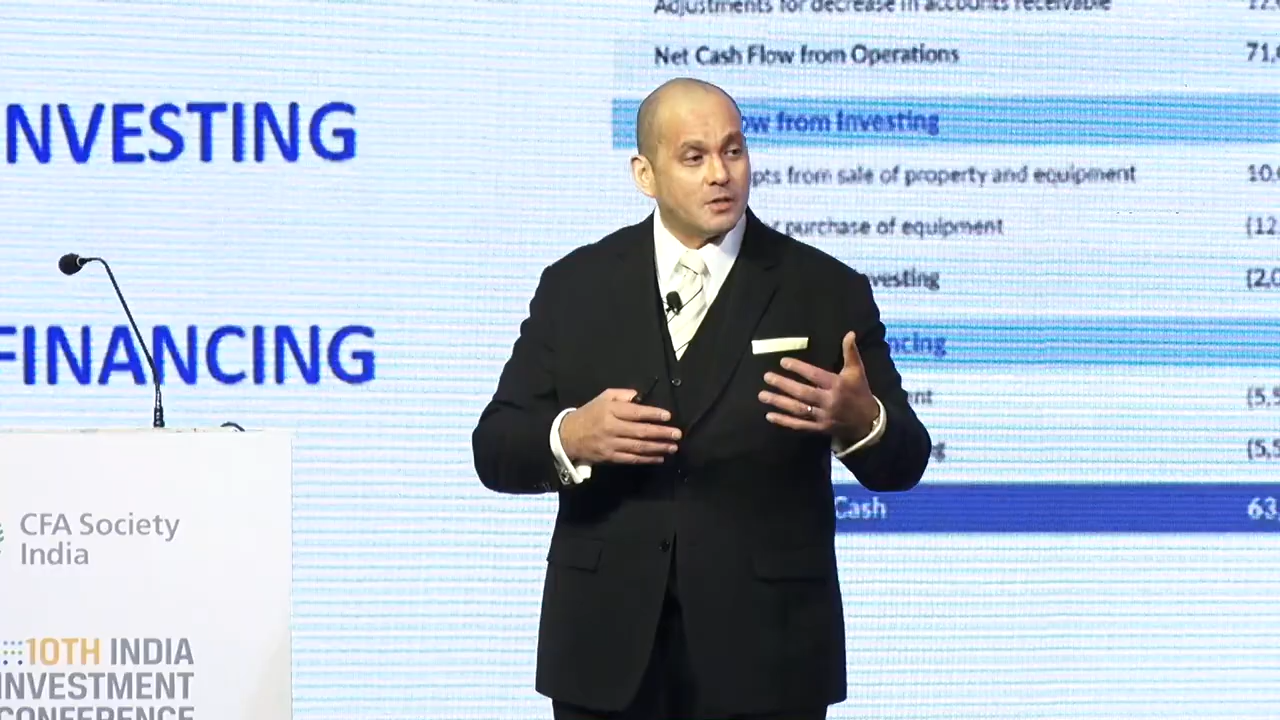 NVESTING
FINANCING
Adjustments for decrease in accounts receivable
Net Cash Flow from Operations 71,
ow from Investing
pts from sale of property and equipment 10,
purchase of equipment (12
vesting (2,0
ncing
nt (5,5
(5,5
Cash 63,
CFA Society
India
10TH INDIA
INVESTMENT
CONFERENCE